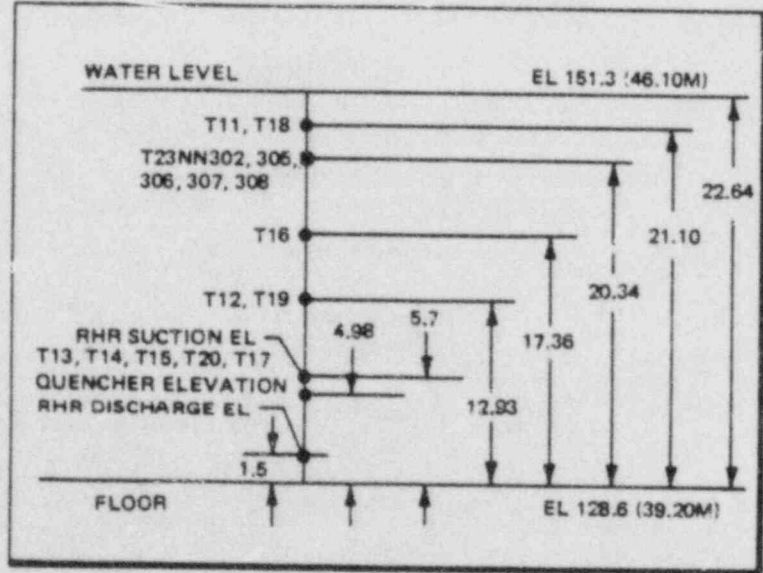 WATER LEVEL
EL 151.3 (46.10M)
T11, T18
T23NN302, 305,
306, 307, 308
22.64
21.10
T16
20.34
T12, T19
17.36
5.7
4.98
RHR SUCTION EL
T13, T14, T15, T20, T17
QUENCHER ELEVATION
12.93
RHR DISCHARGE EL
1.5
FLOOR
EL 128.6 (39.20M)